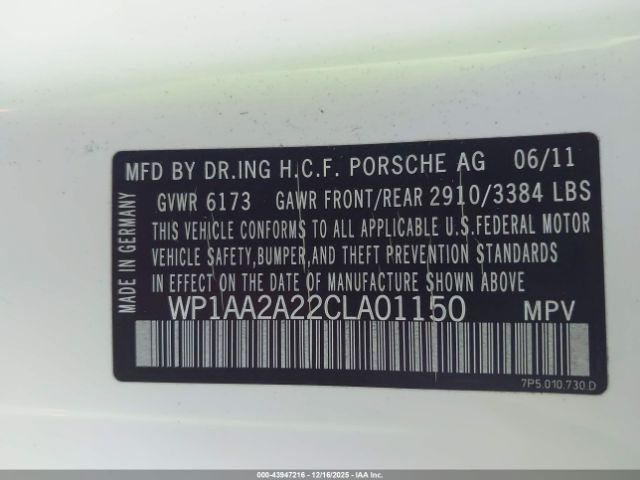 MFD BY DR.ING H.C.F. PORSCHE AG 06/11
GVWR 6173 GAWR FRONT/REAR 2910/3384 LBS
THIS VEHICLE CONFORMS TO ALL APPLICABLE U.S.FEDERAL MOTOR
VEHICLE SAFETY,BUMPER,AND THEFT PREVENTION STANDARDS
IN EFFECT ON THE DATE OF MANUFACTURE SHOWN ABOVE
WP1AA2A22CLA01150 MPV
MADE IN GERMANY
7P5.010.730.D
000-43947216 - 12/16/2025 - IAA.com